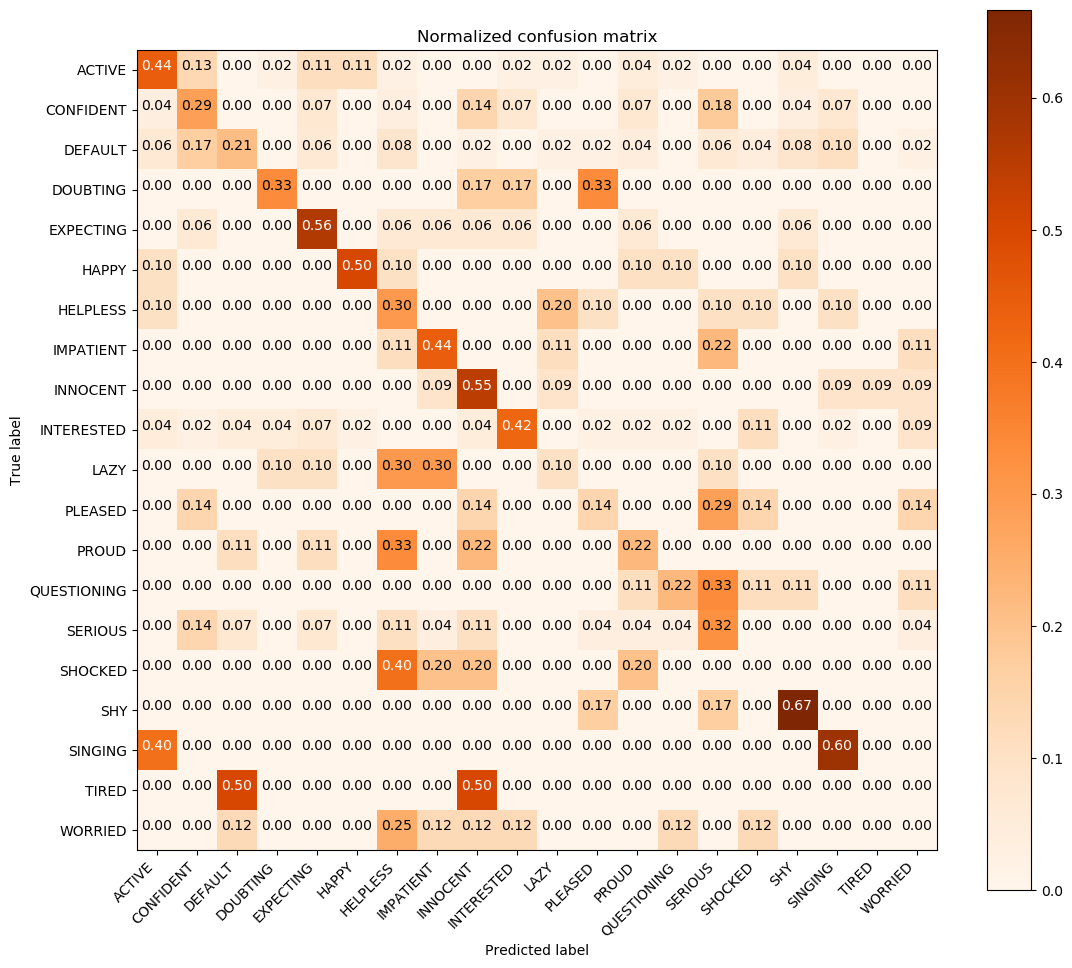 Normalized confusion matrix
True label
ACTIVE 0.44 0.13 0.00 0.02 0.11 0.11 0.02 0.00 0.00 0.02 0.02 0.00 0.04 0.02 0.00 0.00 0.04 0.00 0.00 0.00
CONFIDENT 0.04 0.29 0.00 0.00 0.07 0.04 0.00 0.00 0.14 0.07 0.00 0.00 0.07 0.00 0.18 0.00 0.04 0.07 0.00 0.00
DEFAULT 0.06 0.17 0.21 0.00 0.06 0.00 0.08 0.00 0.02 0.00 0.02 0.02 0.04 0.00 0.06 0.04 0.08 0.10 0.00 0.02
DOUBTING 0.00 0.00 0.00 0.33 0.00 0.00 0.00 0.00 0.17 0.17 0.00 0.33 0.00 0.00 0.00 0.00 0.00 0.00 0.00 0.00
EXPECTING 0.00 0.06 0.00 0.00 0.56 0.00 0.06 0.06 0.06 0.06 0.00 0.00 0.06 0.00 0.00 0.00 0.06 0.00 0.00 0.00
HAPPY 0.10 0.00 0.00 0.00 0.00 0.50 0.10 0.00 0.00 0.00 0.00 0.00 0.10 0.10 0.00 0.00 0.10 0.00 0.00 0.00
HELPLESS 0.10 0.00 0.00 0.00 0.00 0.00 0.30 0.00 0.00 0.00 0.20 0.10 0.00 0.00 0.10 0.10 0.00 0.10 0.00 0.00
IMPATIENT 0.00 0.00 0.00 0.00 0.00 0.00 0.11 0.44 0.00 0.00 0.11 0.00 0.00 0.00 0.22 0.00 0.00 0.00 0.00 0.11
INNOCENT 0.00 0.00 0.00 0.00 0.00 0.00 0.00 0.09 0.55 0.00 0.09 0.00 0.00 0.00 0.00 0.00 0.00 0.09 0.09 0.09
INTERESTED 0.04 0.02 0.04 0.04 0.07 0.02 0.00 0.00 0.04 0.42 0.00 0.02 0.02 0.02 0.00 0.11 0.00 0.02 0.00 0.09
LAZY 0.00 0.00 0.00 0.10 0.10 0.00 0.30 0.30 0.00 0.00 0.10 0.00 0.00 0.00 0.10 0.00 0.00 0.00 0.00 0.00
PLEASED 0.00 0.14 0.00 0.00 0.00 0.00 0.00 0.00 0.14 0.00 0.00 0.14 0.00 0.00 0.29 0.14 0.00 0.00 0.00 0.14
PROUD 0.00 0.00 0.11 0.00 0.11 0.00 0.33 0.00 0.22 0.00 0.00 0.00 0.22 0.00 0.00 0.00 0.00 0.00 0.00 0.00
QUESTIONING 0.00 0.00 0.00 0.00 0.00 0.00 0.00 0.00 0.00 0.00 0.00 0.00 0.11 0.22 0.33 0.11 0.11 0.00 0.00 0.11
SERIOUS 0.00 0.14 0.07 0.00 0.07 0.00 0.11 0.04 0.11 0.00 0.00 0.04 0.04 0.04 0.32 0.00 0.00 0.00 0.00 0.04
SHOCKED 0.00 0.00 0.00 0.00 0.00 0.00 0.40 0.20 0.20 0.00 0.00 0.00 0.20 0.00 0.00 0.00 0.00 0.00 0.00 0.00
SHY 0.00 0.00 0.00 0.00 0.00 0.00 0.00 0.00 0.00 0.00 0.00 0.17 0.00 0.00 0.17 0.00 0.67 0.00 0.00 0.00
SINGING 0.40 0.00 0.00 0.00 0.00 0.00 0.00 0.00 0.00 0.00 0.00 0.00 0.00 0.00 0.00 0.00 0.00 0.60 0.00 0.00
TIRED 0.00 0.00 0.50 0.00 0.00 0.00 0.00 0.00 0.50 0.00 0.00 0.00 0.00 0.00 0.00 0.00 0.00 0.00 0.00 0.00
WORRIED 0.00 0.00 0.12 0.00 0.00 0.00 0.25 0.12 0.12 0.12 0.00 0.00 0.00 0.12 0.00 0.12 0.00 0.00 0.00 0.00
ACTIVE CONFIDENT DEFAULT DOUBTING EXPECTING HAPPY HELPLESS IMPATIENT INNOCENT INTERESTED LAZY PLEASED PROUD QUESTIONING SERIOUS SHOCKED SHY SINGING TIRED WORRIED
Predicted label
0.6
0.5
0.4
0.3
0.2
0.1
0.0